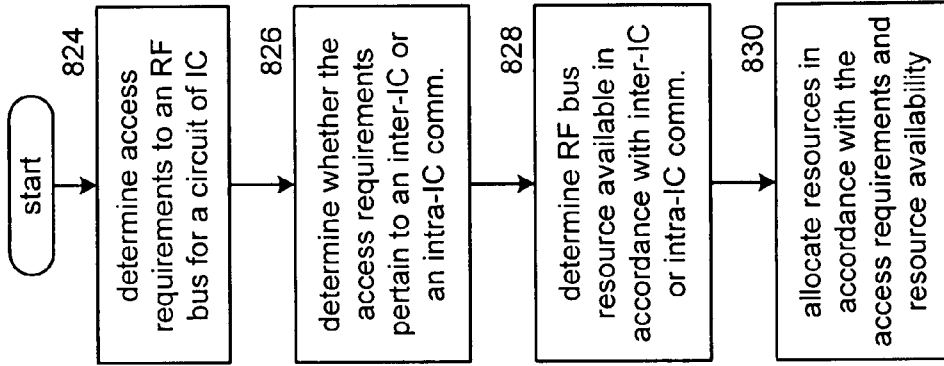 start
824
determine access
requirements to an RF
bus for a circuit of IC
826
determine whether the
access requirements
pertain to an inter-IC or
an intra-IC comm.
828
determine RF bus
resource available in
accordance with inter-IC
or intra-IC comm.
830
allocate resources in
accordance with the
access requirements and
resource availability